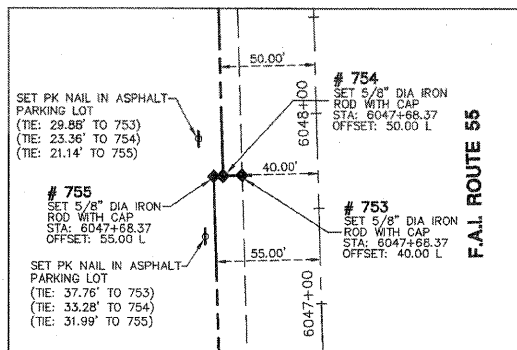 50.00'
# 754
SET 5/8" DIA IRON
ROD WITH CAP
STA: 6047+68.37
OFFSET: 50.00 L
6048+00
SET PK NAIL IN ASPHALT
PARKING LOT
(TIE: 29.88' TO 753)
(TIE: 23.36' TO 754)
(TIE: 21.14' TO 755)
40.00'
# 755
SET 5/8" DIA IRON
ROD WITH CAP
STA: 6047+68.37
OFFSET: 55.00 L
# 753
SET 5/8" DIA IRON
ROD WITH CAP
STA: 6047+68.37
OFFSET: 40.00 L
F.A.I. ROUTE 55
55.00'
SET PK NAIL IN ASPHALT
PARKING LOT
(TIE: 37.76' TO 753)
(TIE: 33.28' TO 754)
(TIE: 31.99' TO 755)
6047+00